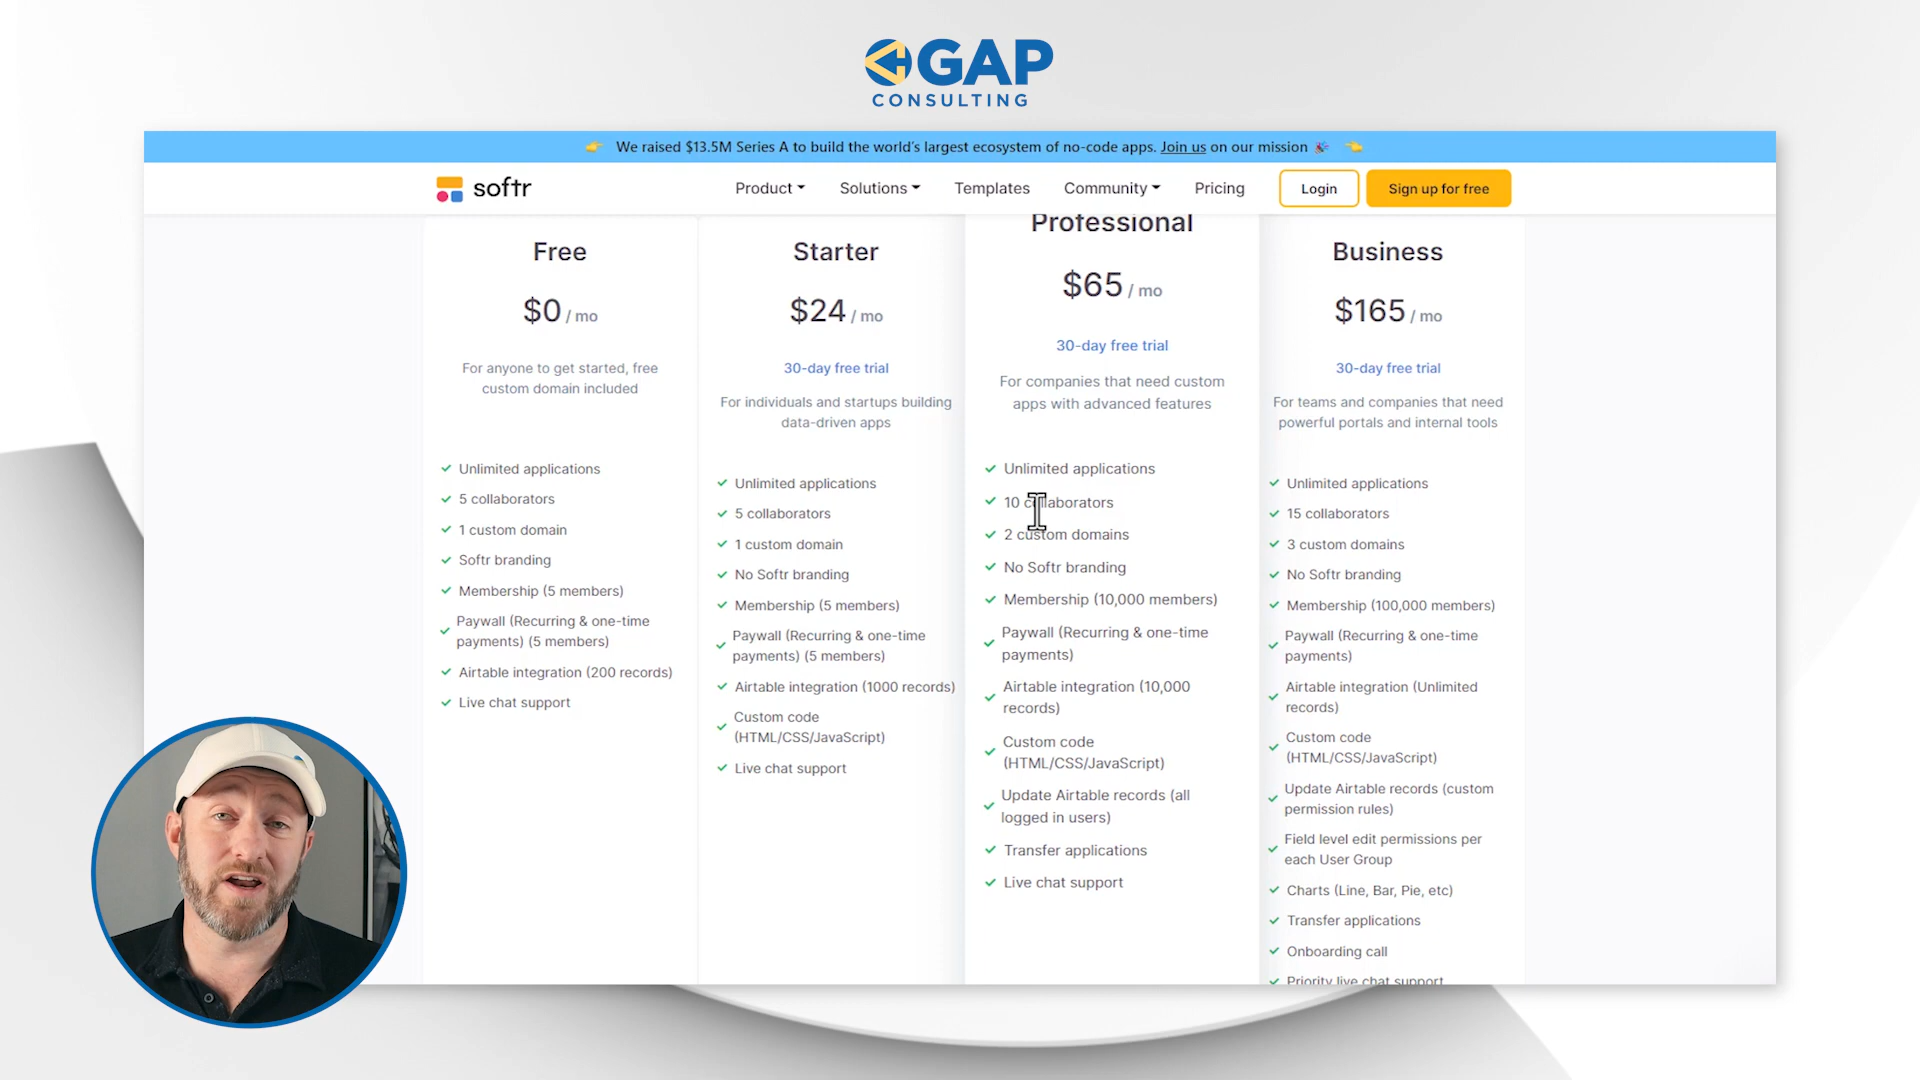 GAP
CONSULTING
We raised $13.5M Series A to build the world's largest ecosystem of no-code apps. Join us on our mission
softr
Product
Solutions
Templates
Community
Pricing
Login
Sign up for free
Free
$0 / mo
For anyone to get started, free
custom domain included
Unlimited applications
5 collaborators
1 custom domain
Softr branding
Membership (5 members)
Paywall (Recurring & one-time
payments) (5 members)
Airtable integration (200 records)
Live chat support
Starter
$24 / mo
30-day free trial
For individuals and startups building
data-driven apps
Unlimited applications
5 collaborators
1 custom domain
No Softr branding
Membership (5 members)
Paywall (Recurring & one-time
payments) (5 members)
Airtable integration (1000 records)
Custom code
(HTML/CSS/JavaScript)
Live chat support
Professional
$65 / mo
30-day free trial
For companies that need custom
apps with advanced features
Unlimited applications
10 collaborators
2 custom domains
No Softr branding
Membership (10,000 members)
Paywall (Recurring & one-time
payments)
Airtable integration (10,000
records)
Custom code
(HTML/CSS/JavaScript)
Update Airtable records (all
logged in users)
Transfer applications
Live chat support
Business
$165 / mo
30-day free trial
For teams and companies that need
powerful portals and internal tools
Unlimited applications
15 collaborators
3 custom domains
No Softr branding
Membership (100,000 members)
Paywall (Recurring & one-time
payments)
Airtable integration (Unlimited
records)
Custom code
(HTML/CSS/JavaScript)
Update Airtable records (custom
permission rules)
Field level edit permissions per
each User Group
Charts (Line, Bar, Pie, etc)
Transfer applications
Onboarding call
Priority live chat support